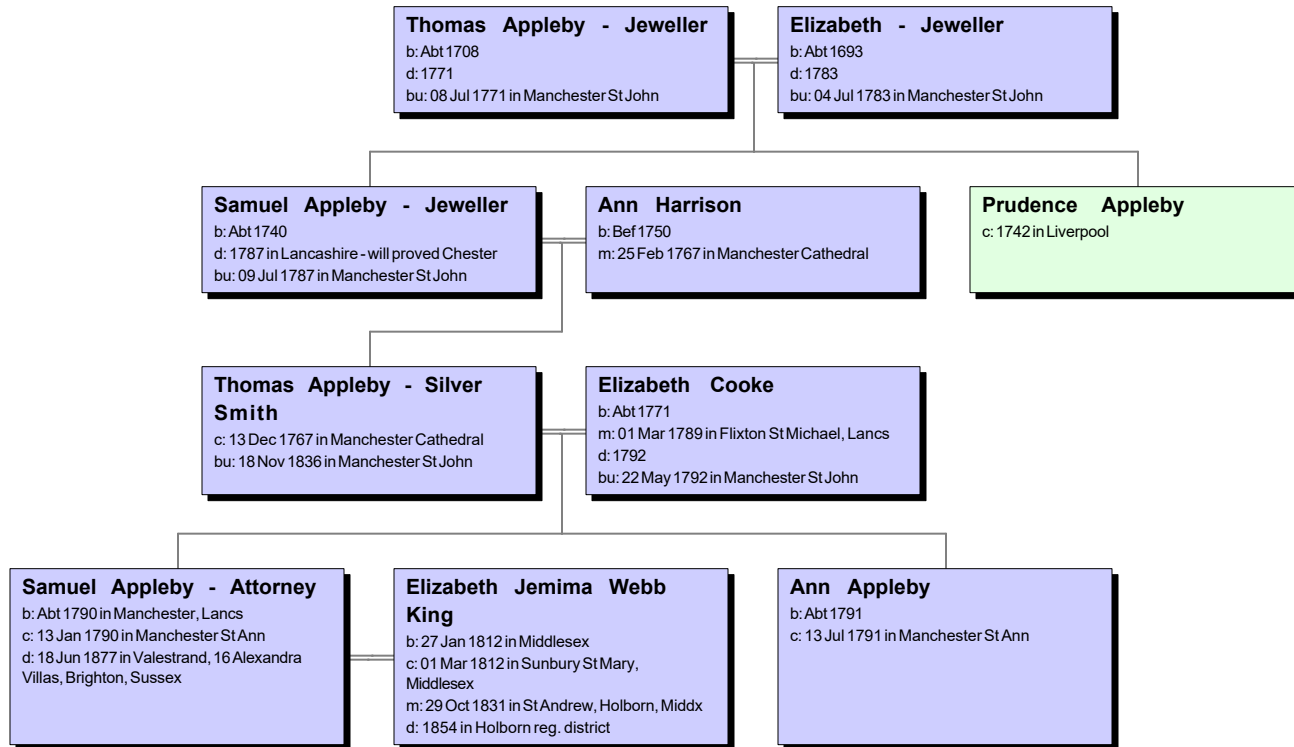 Thomas Appleby - Jeweller
b: Abt 1708
d: 1771
bu: 08 Jul 1771 in Manchester St John
Elizabeth - Jeweller
b: Abt 1693
d: 1783
bu: 04 Jul 1783 in Manchester St John
Samuel Appleby - Jeweller
b: Abt 1740
d: 1787 in Lancashire - will proved Chester
bu: 09 Jul 1787 in Manchester St John
Ann Harrison
b: Bef 1750
m: 25 Feb 1767 in Manchester Cathedral
Prudence Appleby
c: 1742 in Liverpool
Thomas Appleby - Silver
Smith
c: 13 Dec 1767 in Manchester Cathedral
bu: 18 Nov 1836 in Manchester St John
Elizabeth Cooke
b: Abt 1771
m: 01 Mar 1789 in Flixton St Michael, Lancs
d: 1792
bu: 22 May 1792 in Manchester St John
Samuel Appleby - Attorney
b: Abt 1790 in Manchester, Lancs
c: 13 Jan 1790 in Manchester St Ann
d: 18 Jun 1877 in Valestrand, 16 Alexandra
Villas, Brighton, Sussex
Elizabeth Jemima Webb
King
b: 27 Jan 1812 in Middlesex
c: 01 Mar 1812 in Sunbury St Mary,
Middlesex
m: 29 Oct 1831 in St Andrew, Holborn, Middx
d: 1854 in Holborn reg. district
Ann Appleby
b: Abt 1791
c: 13 Jul 1791 in Manchester St Ann